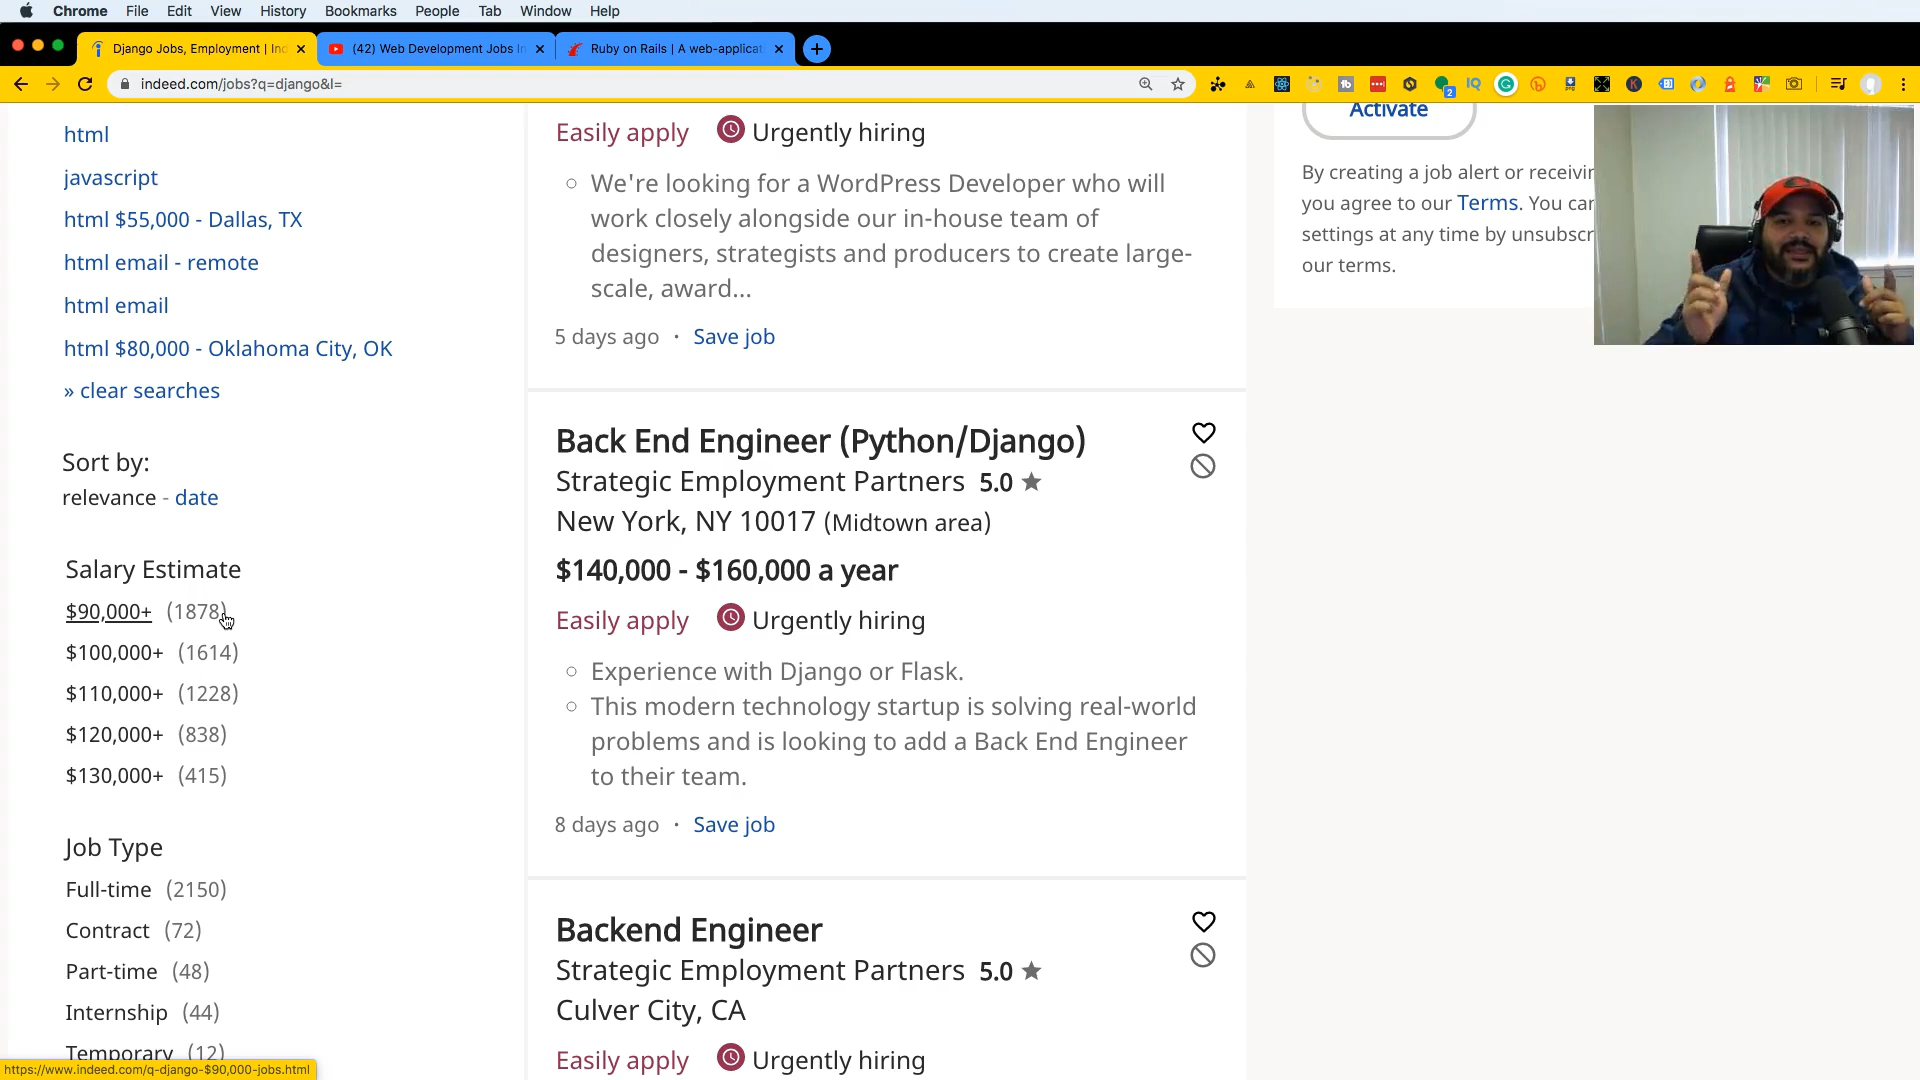 Chrome File Edit View History Bookmarks People Tab Window Help
Django Jobs, Employment | Ind
(42) Web Development Jobs In
Ruby on Rails | A web-applicat
indeed.com/jobs?q=django&l=
html
javascript
html $55,000 - Dallas, TX
html email - remote
html email
html $80,000 - Oklahoma City, OK
» clear searches
Sort by:
relevance - date
Salary Estimate
$90,000+ (1878)
$100,000+ (1614)
$110,000+ (1228)
$120,000+ (838)
$130,000+ (415)
Job Type
Full-time (2150)
Contract (72)
Part-time (48)
Internship (44)
Temporary (12)
https://www.indeed.com/q-django-$90,000-jobs.html
Easily apply Urgently hiring
We're looking for a WordPress Developer who will
work closely alongside our in-house team of
designers, strategists and producers to create large-
scale, award...
5 days ago · Save job
Back End Engineer (Python/Django)
Strategic Employment Partners 5.0
New York, NY 10017 (Midtown area)
$140,000 - $160,000 a year
Easily apply Urgently hiring
Experience with Django or Flask.
This modern technology startup is solving real-world
problems and is looking to add a Back End Engineer
to their team.
8 days ago · Save job
Backend Engineer
Strategic Employment Partners 5.0
Culver City, CA
Easily apply Urgently hiring
Activate
By creating a job alert or receivin
you agree to our Terms. You can
settings at any time by unsubscr
our terms.